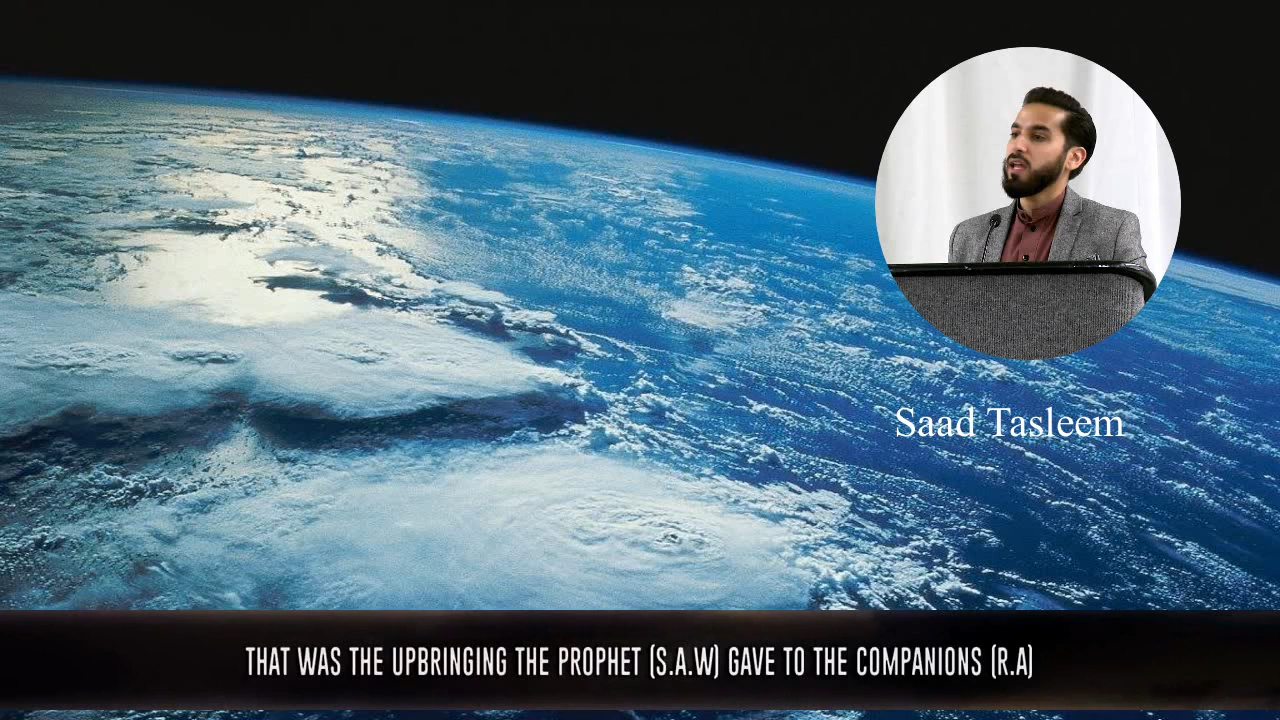 Saad Tasleem
THAT WAS THE UPBRINGING THE PROPHET (S.A.W) GAVE TO THE COMPANIONS (R.A)